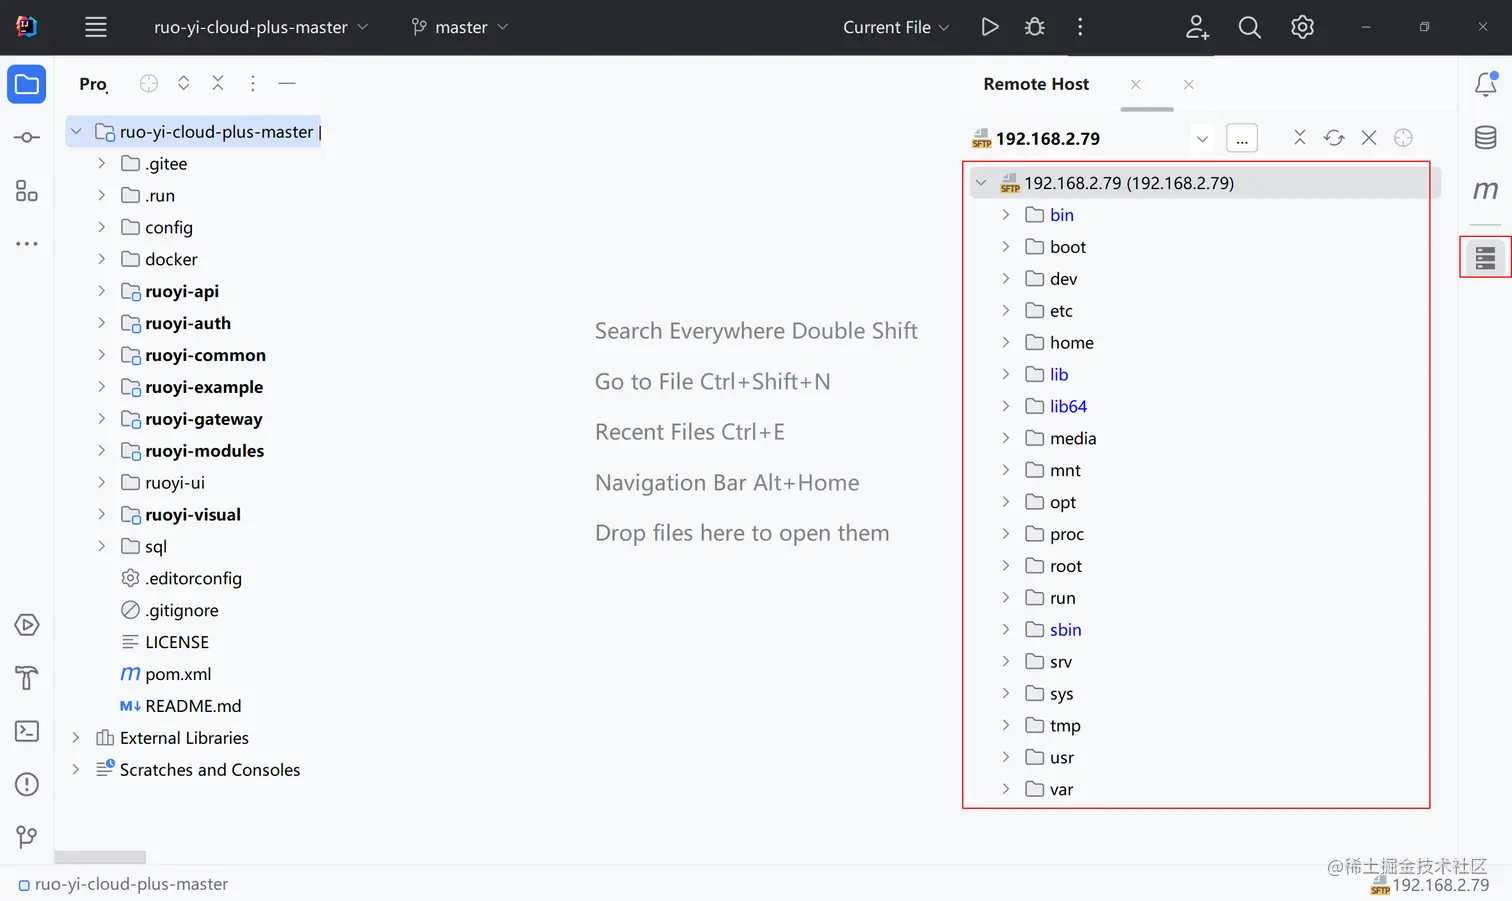 ruo-yi-cloud-plus-master
master
Current File
Pro
ruo-yi-cloud-plus-master
.gitee
.run
config
docker
ruoyi-api
ruoyi-auth
ruoyi-common
ruoyi-example
ruoyi-gateway
ruoyi-modules
ruoyi-ui
ruoyi-visual
sql
.editorconfig
.gitignore
LICENSE
pom.xml
README.md
External Libraries
Scratches and Consoles
Search Everywhere Double Shift
Go to File Ctrl+Shift+N
Recent Files Ctrl+E
Navigation Bar Alt+Home
Drop files here to open them
Remote Host
SFTP 192.168.2.79
...
SFTP 192.168.2.79 (192.168.2.79)
bin
boot
dev
etc
home
lib
lib64
media
mnt
opt
proc
root
run
sbin
srv
sys
tmp
usr
var
ruo-yi-cloud-plus-master
@稀土掘金技术社区
SFTP 192.168.2.79